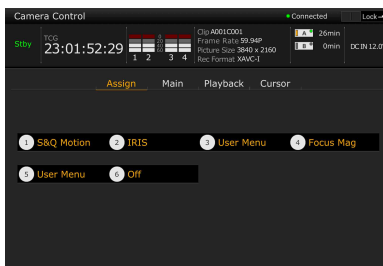 Camera Control
Connected
Lock
Stby
TCG
23:01:52:29
1 2 3 4
Clip A001C001
Frame Rate 59.94P
Picture Size 3840 x 2160
Rec Format XAVC-I
A 26min
B 0min
DC IN 12.0
Assign Main Playback Cursor
1 S&Q Motion
2 IRIS
3 User Menu
4 Focus Mag
5 User Menu
6 Off